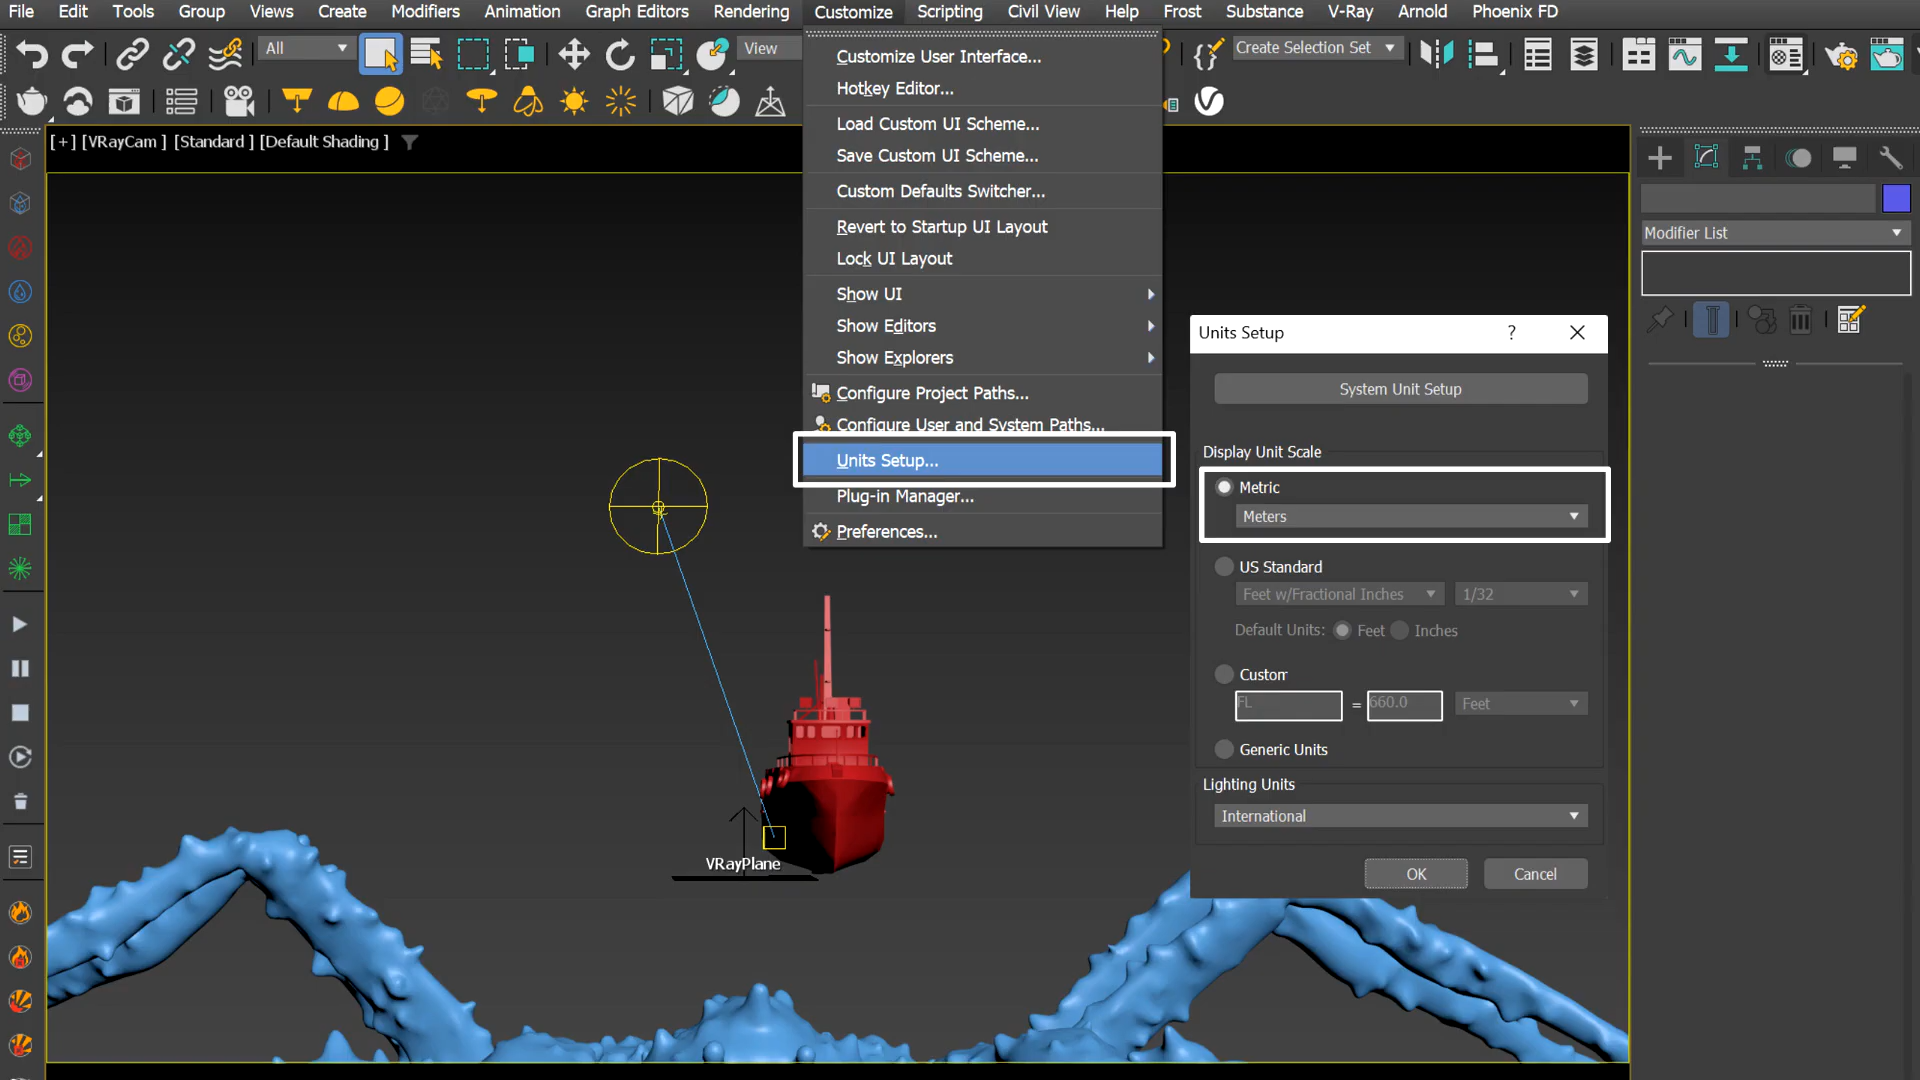 File Edit Tools Group Views Create Modifiers Animation Graph Editors Rendering Customize Scripting Civil View Help Frost Substance V-Ray Arnold Phoenix FD
All
View
Create Selection Set
[+] [VRayCam ] [Standard ] [Default Shading ]
Customize User Interface...
Hotkey Editor...
Load Custom UI Scheme...
Save Custom UI Scheme...
Custom Defaults Switcher...
Revert to Startup UI Layout
Lock UI Layout
Show UI
Show Editors
Show Explorers
Configure Project Paths...
Configure User and System Paths...
Units Setup...
Plug-in Manager...
Preferences...
Modifier List
Units Setup ?
System Unit Setup
Display Unit Scale
Metric
Meters
US Standard
Feet w/Fractional Inches 1/32
Default Units: Feet Inches
Custom
FL = 660.0 Feet
Generic Units
Lighting Units
International
OK Cancel
VRayPlane